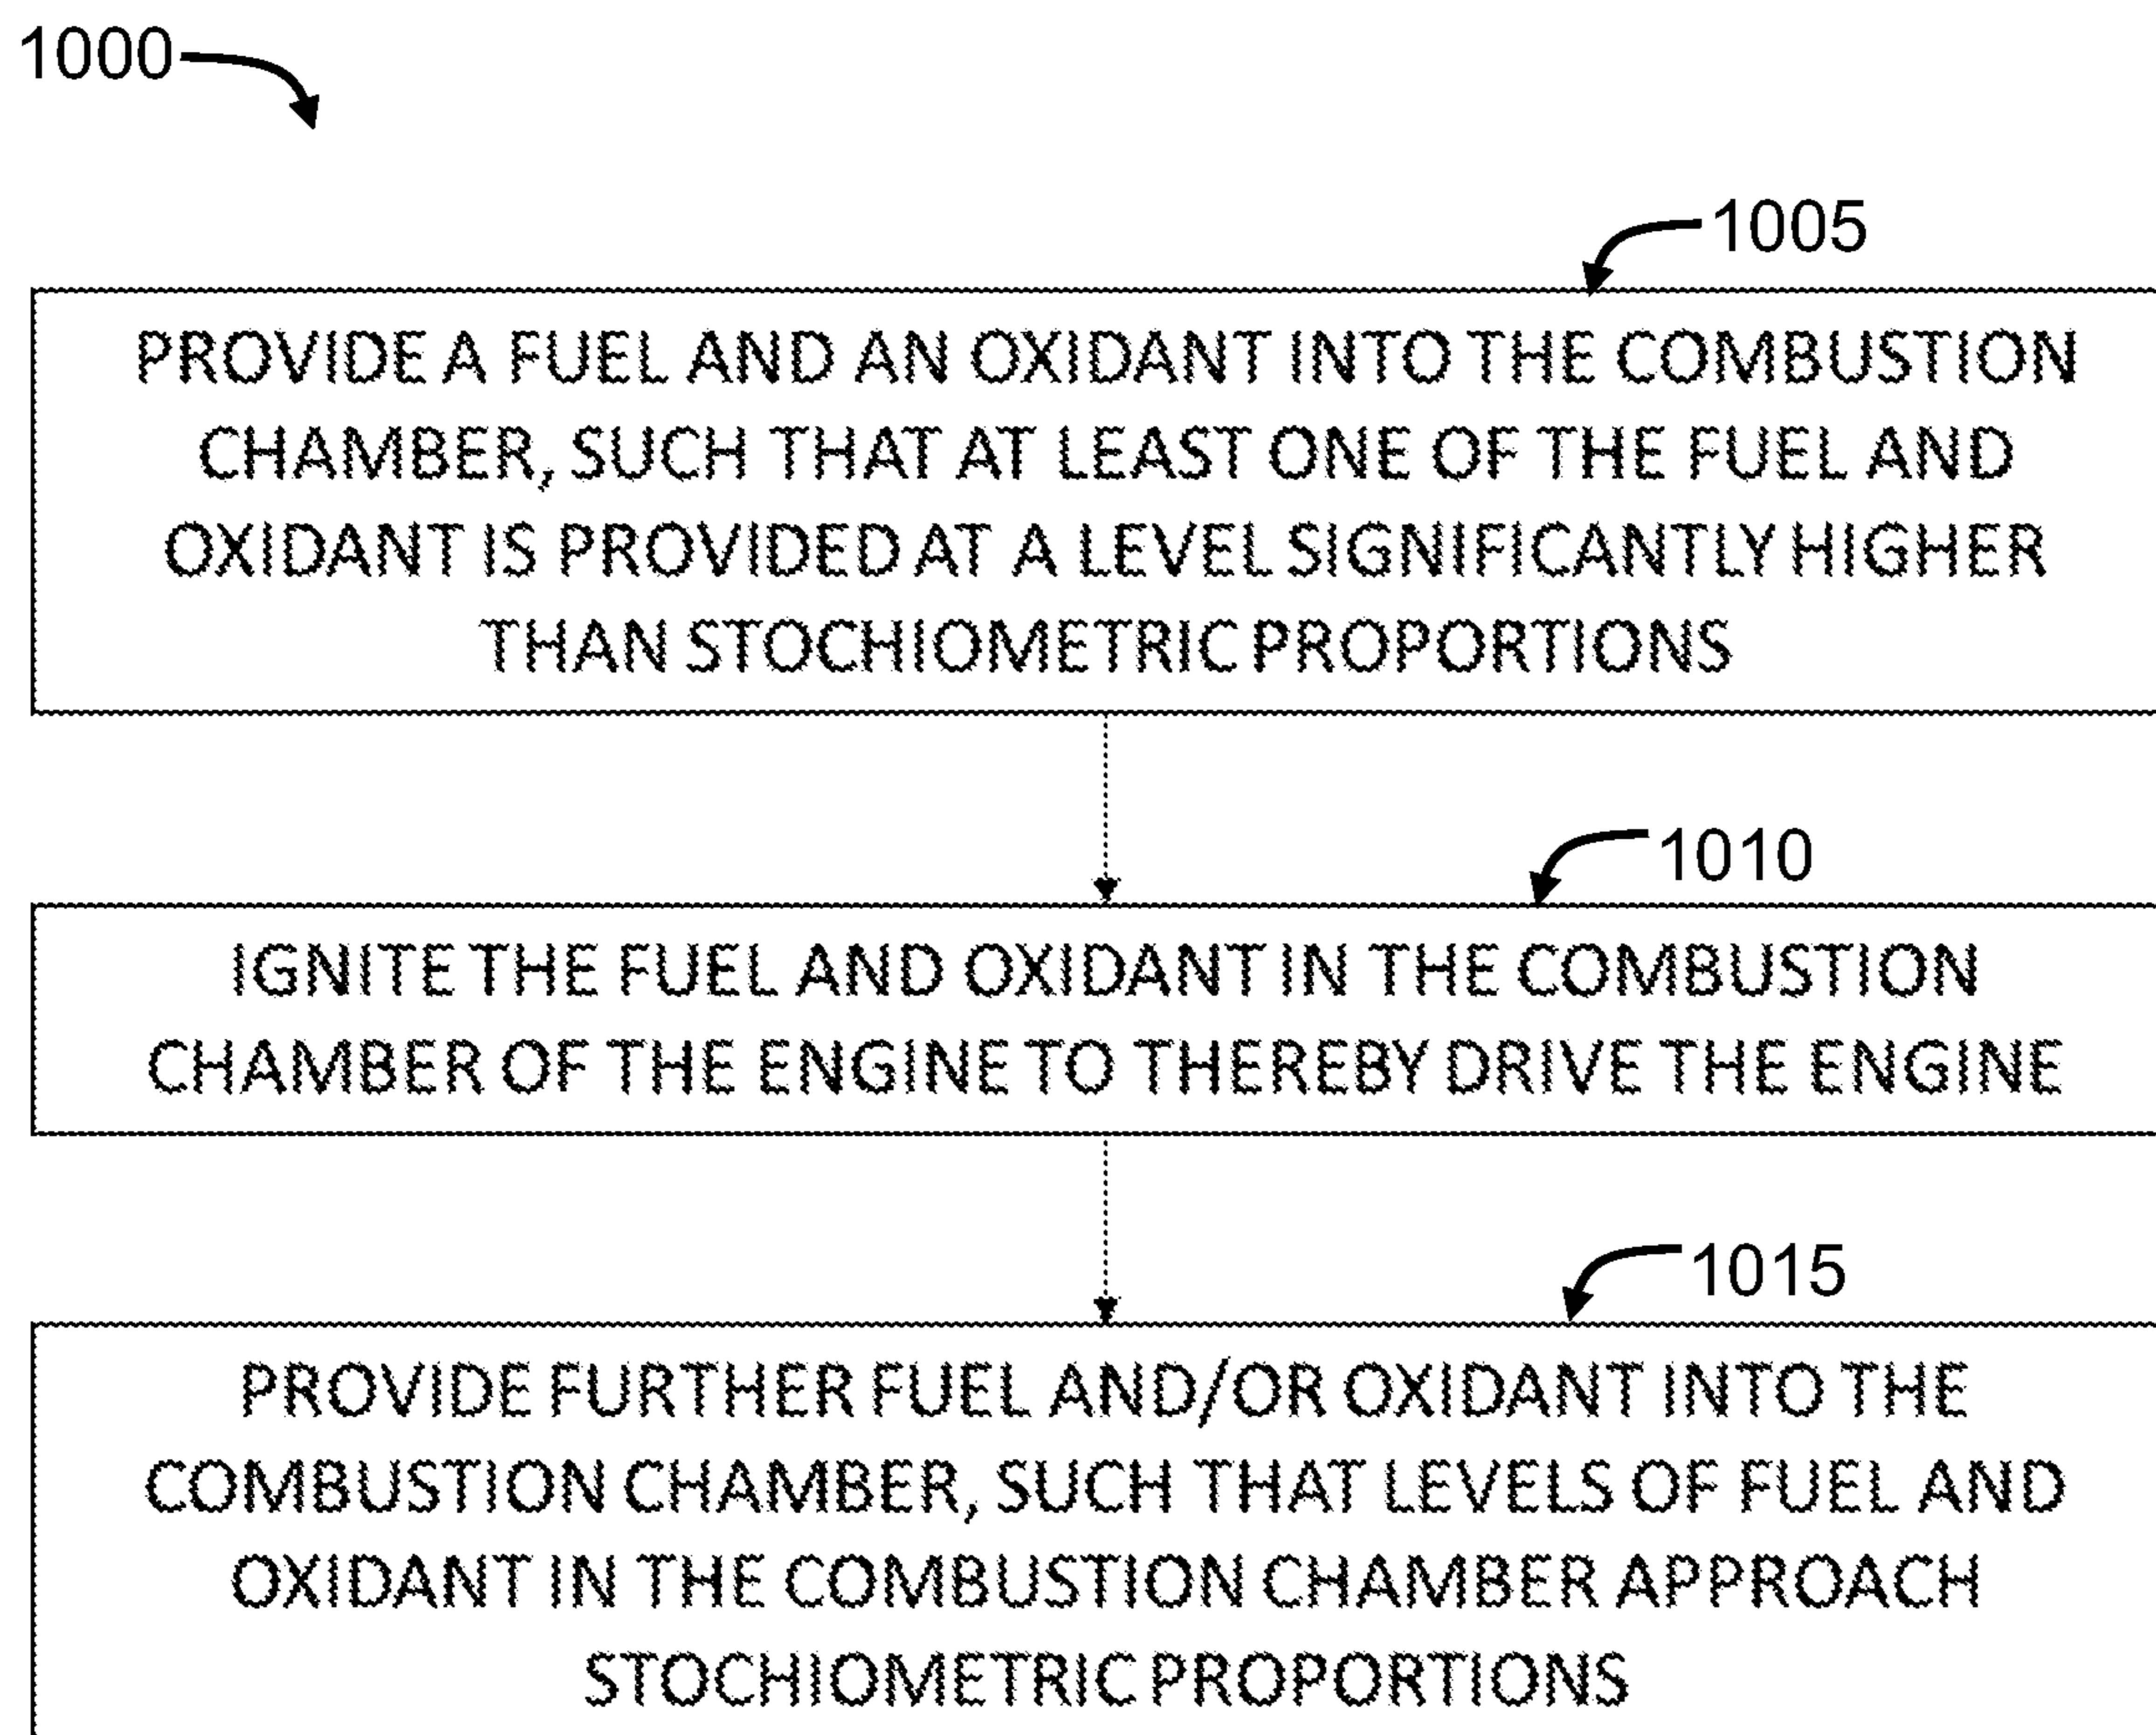 1000
1005
PROVIDE A FUEL AND AN OXIDANT INTO THE COMBUSTION
CHAMBER, SUCH THAT AT LEAST ONE OF THE FUEL AND
OXIDANT IS PROVIDED AT A LEVEL SIGNIFICANTLY HIGHER
THAN STOCHIOMETRIC PROPORTIONS
1010
IGNITE THE FUEL AND OXIDANT IN THE COMBUSTION
CHAMBER OF THE ENGINE TO THEREBY DRIVE THE ENGINE
1015
PROVIDE FURTHER FUEL AND/OR OXIDANT INTO THE
COMBUSTION CHAMBER, SUCH THAT LEVELS OF FUEL AND
OXIDANT IN THE COMBUSTION CHAMBER APPROACH
STOCHIOMETRIC PROPORTIONS